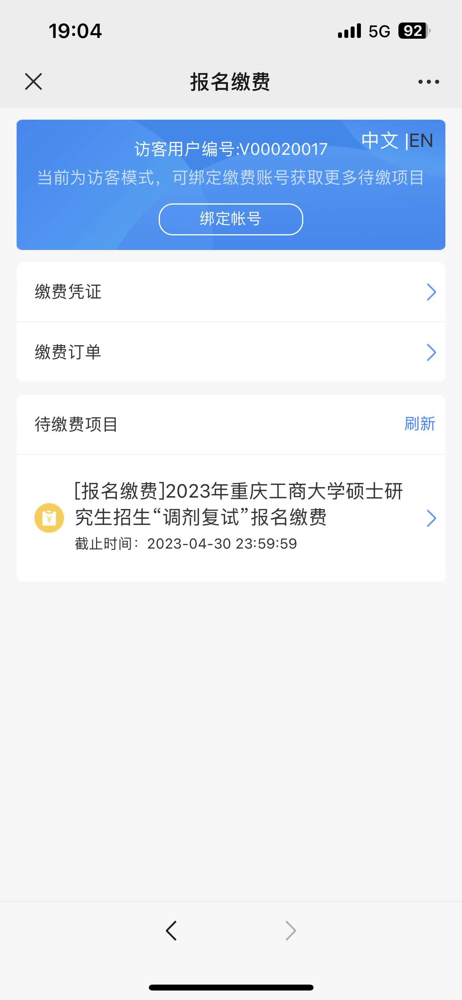 19:04
5G 92
报名缴费
中文 |EN
访客用户编号:V00020017
当前为访客模式，可绑定缴费账号获取更多待缴项目
绑定帐号
缴费凭证
缴费订单
待缴费项目
刷新
[报名缴费]2023年重庆工商大学硕士研
究生招生“调剂复试”报名缴费
¥
截止时间：2023-04-30 23:59:59